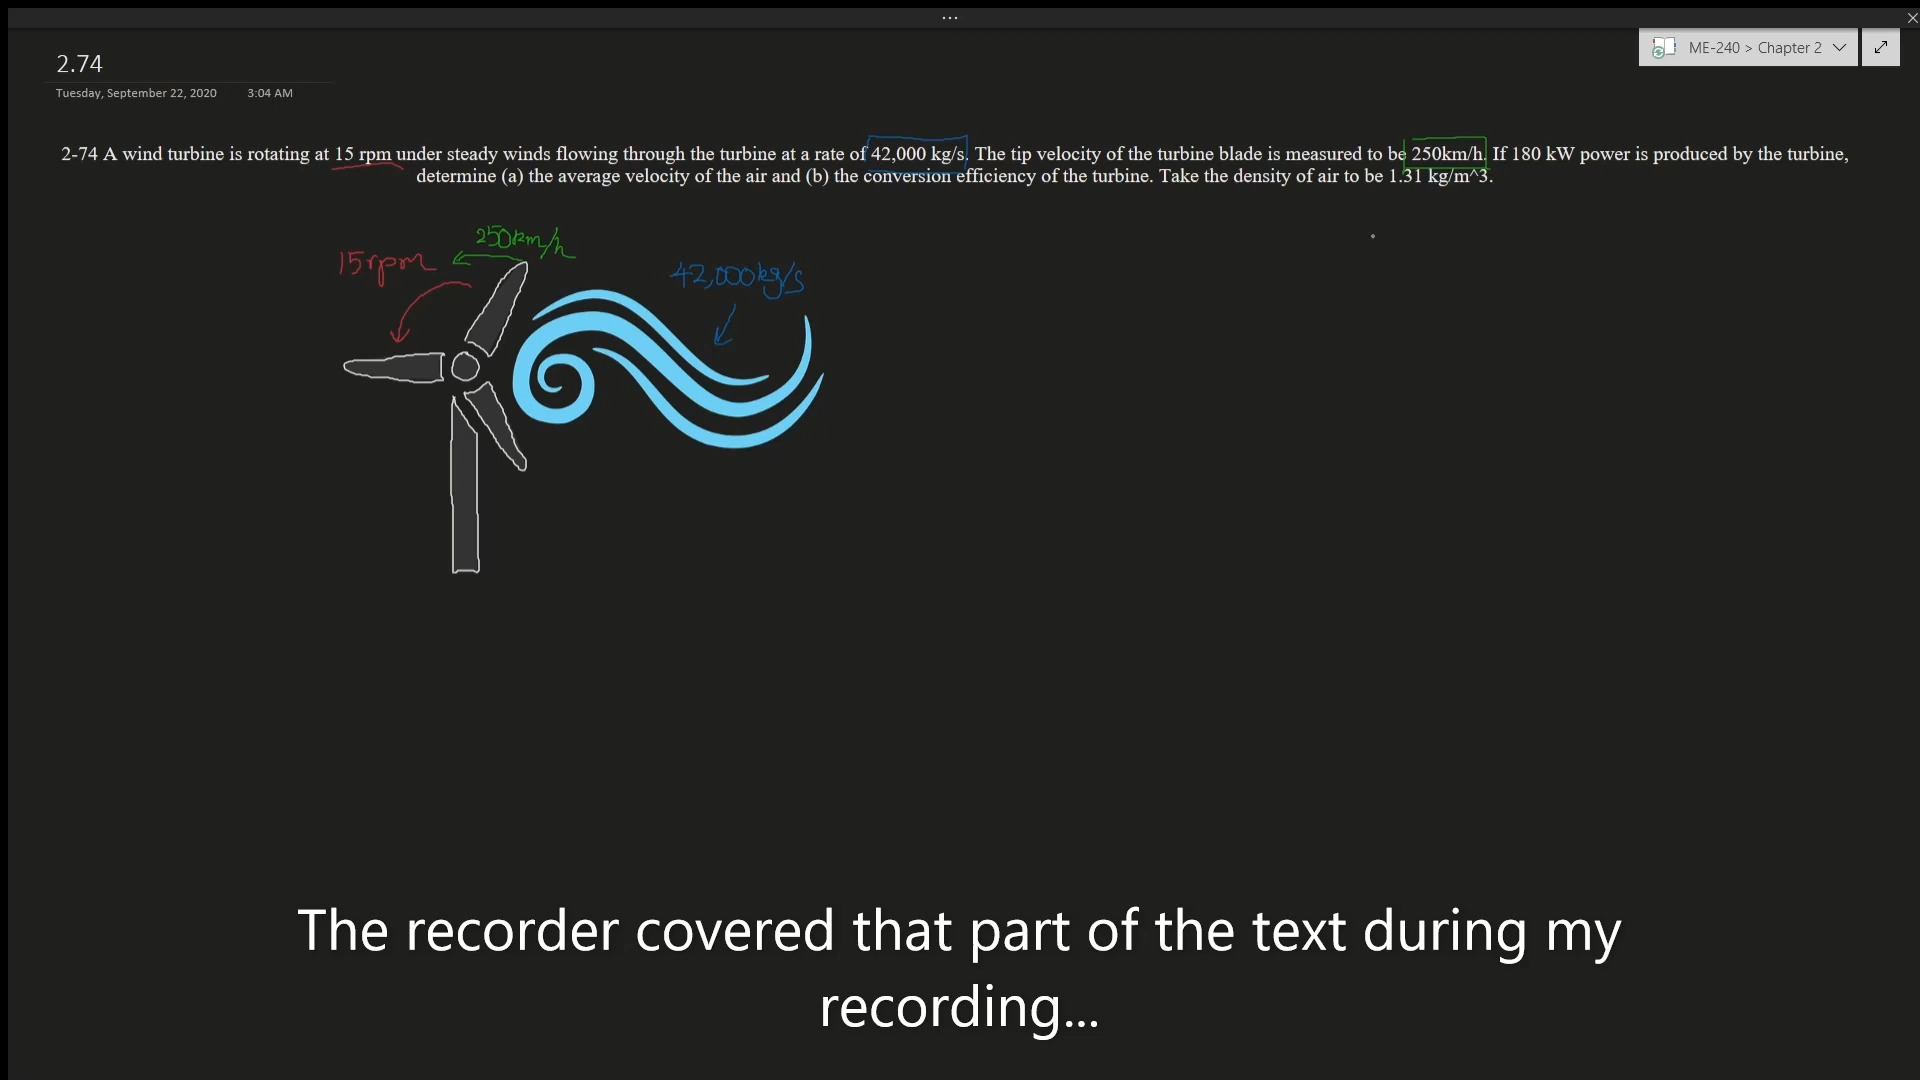 ...
ME-240 > Chapter 2
2.74
Tuesday, September 22, 2020 3:04 AM
2-74 A wind turbine is rotating at 15 rpm under steady winds flowing through the turbine at a rate of 42,000 kg/s. The tip velocity of the turbine blade is measured to be 250km/h. If 180 kW power is produced by the turbine,
determine (a) the average velocity of the air and (b) the conversion efficiency of the turbine. Take the density of air to be 1.31 kg/m^3.
250km/h
15rpm
42,000kg/s
The recorder covered that part of the text during my
recording...